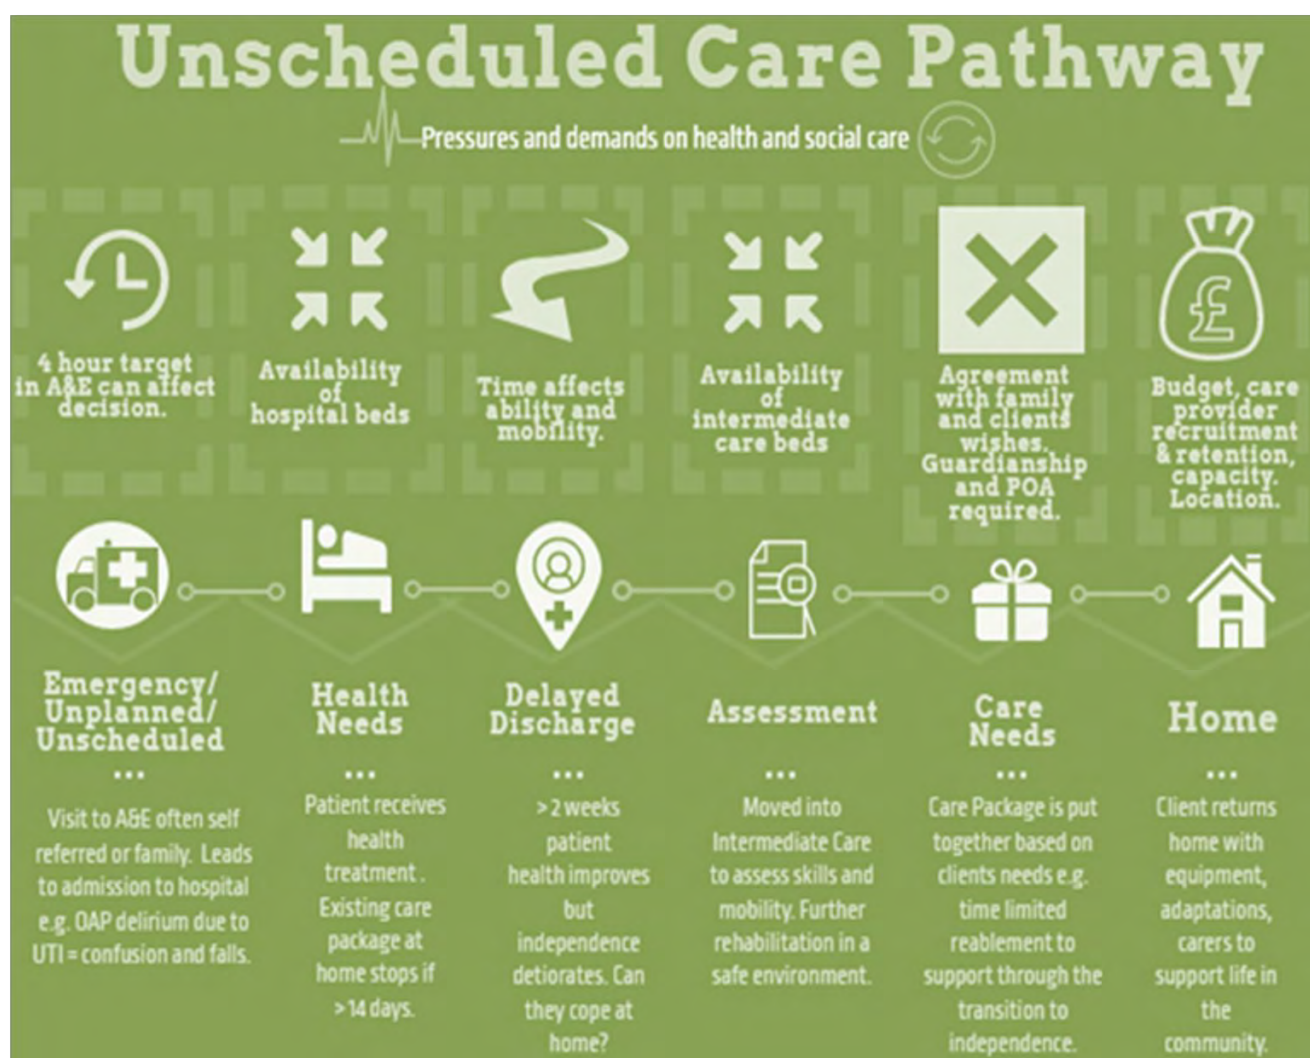 Unscheduled Care Pathway
Pressures and demands on health and social care
4 hour target
in A&E can affect
decision.
Availability
of
hospital beds
Time affects
ability and
mobility.
Availability
of
intermediate
care beds
Agreement
with family
and clients
wishes.
Guardianship
and POA
required.
£
Budget, care
provider
recruitment
& retention,
capacity.
Location.
Emergency/
Unplanned/
Unscheduled
...
Visit to A&E often self
referred or family. Leads
to admission to hospital
e.g. OAP delirium due to
UTI = confusion and falls.
Health
Needs
...
Patient receives
health
treatment .
Existing care
package at
home stops if
>14 days.
Delayed
Discharge
...
>2 weeks
patient
health improves
but
independence
detiorates. Can
they cope at
home?
Assessment
...
Moved into
Intermediate Care
to assess skills and
mobility. Further
rehabilitation in a
safe environment.
Care
Needs
...
Care Package is put
together based on
clients needs e.g.
time limited
reablement to
support through the
transition to
independence.
Home
...
Client returns
home with
equipment,
adaptations,
carers to
support life in
the
community.